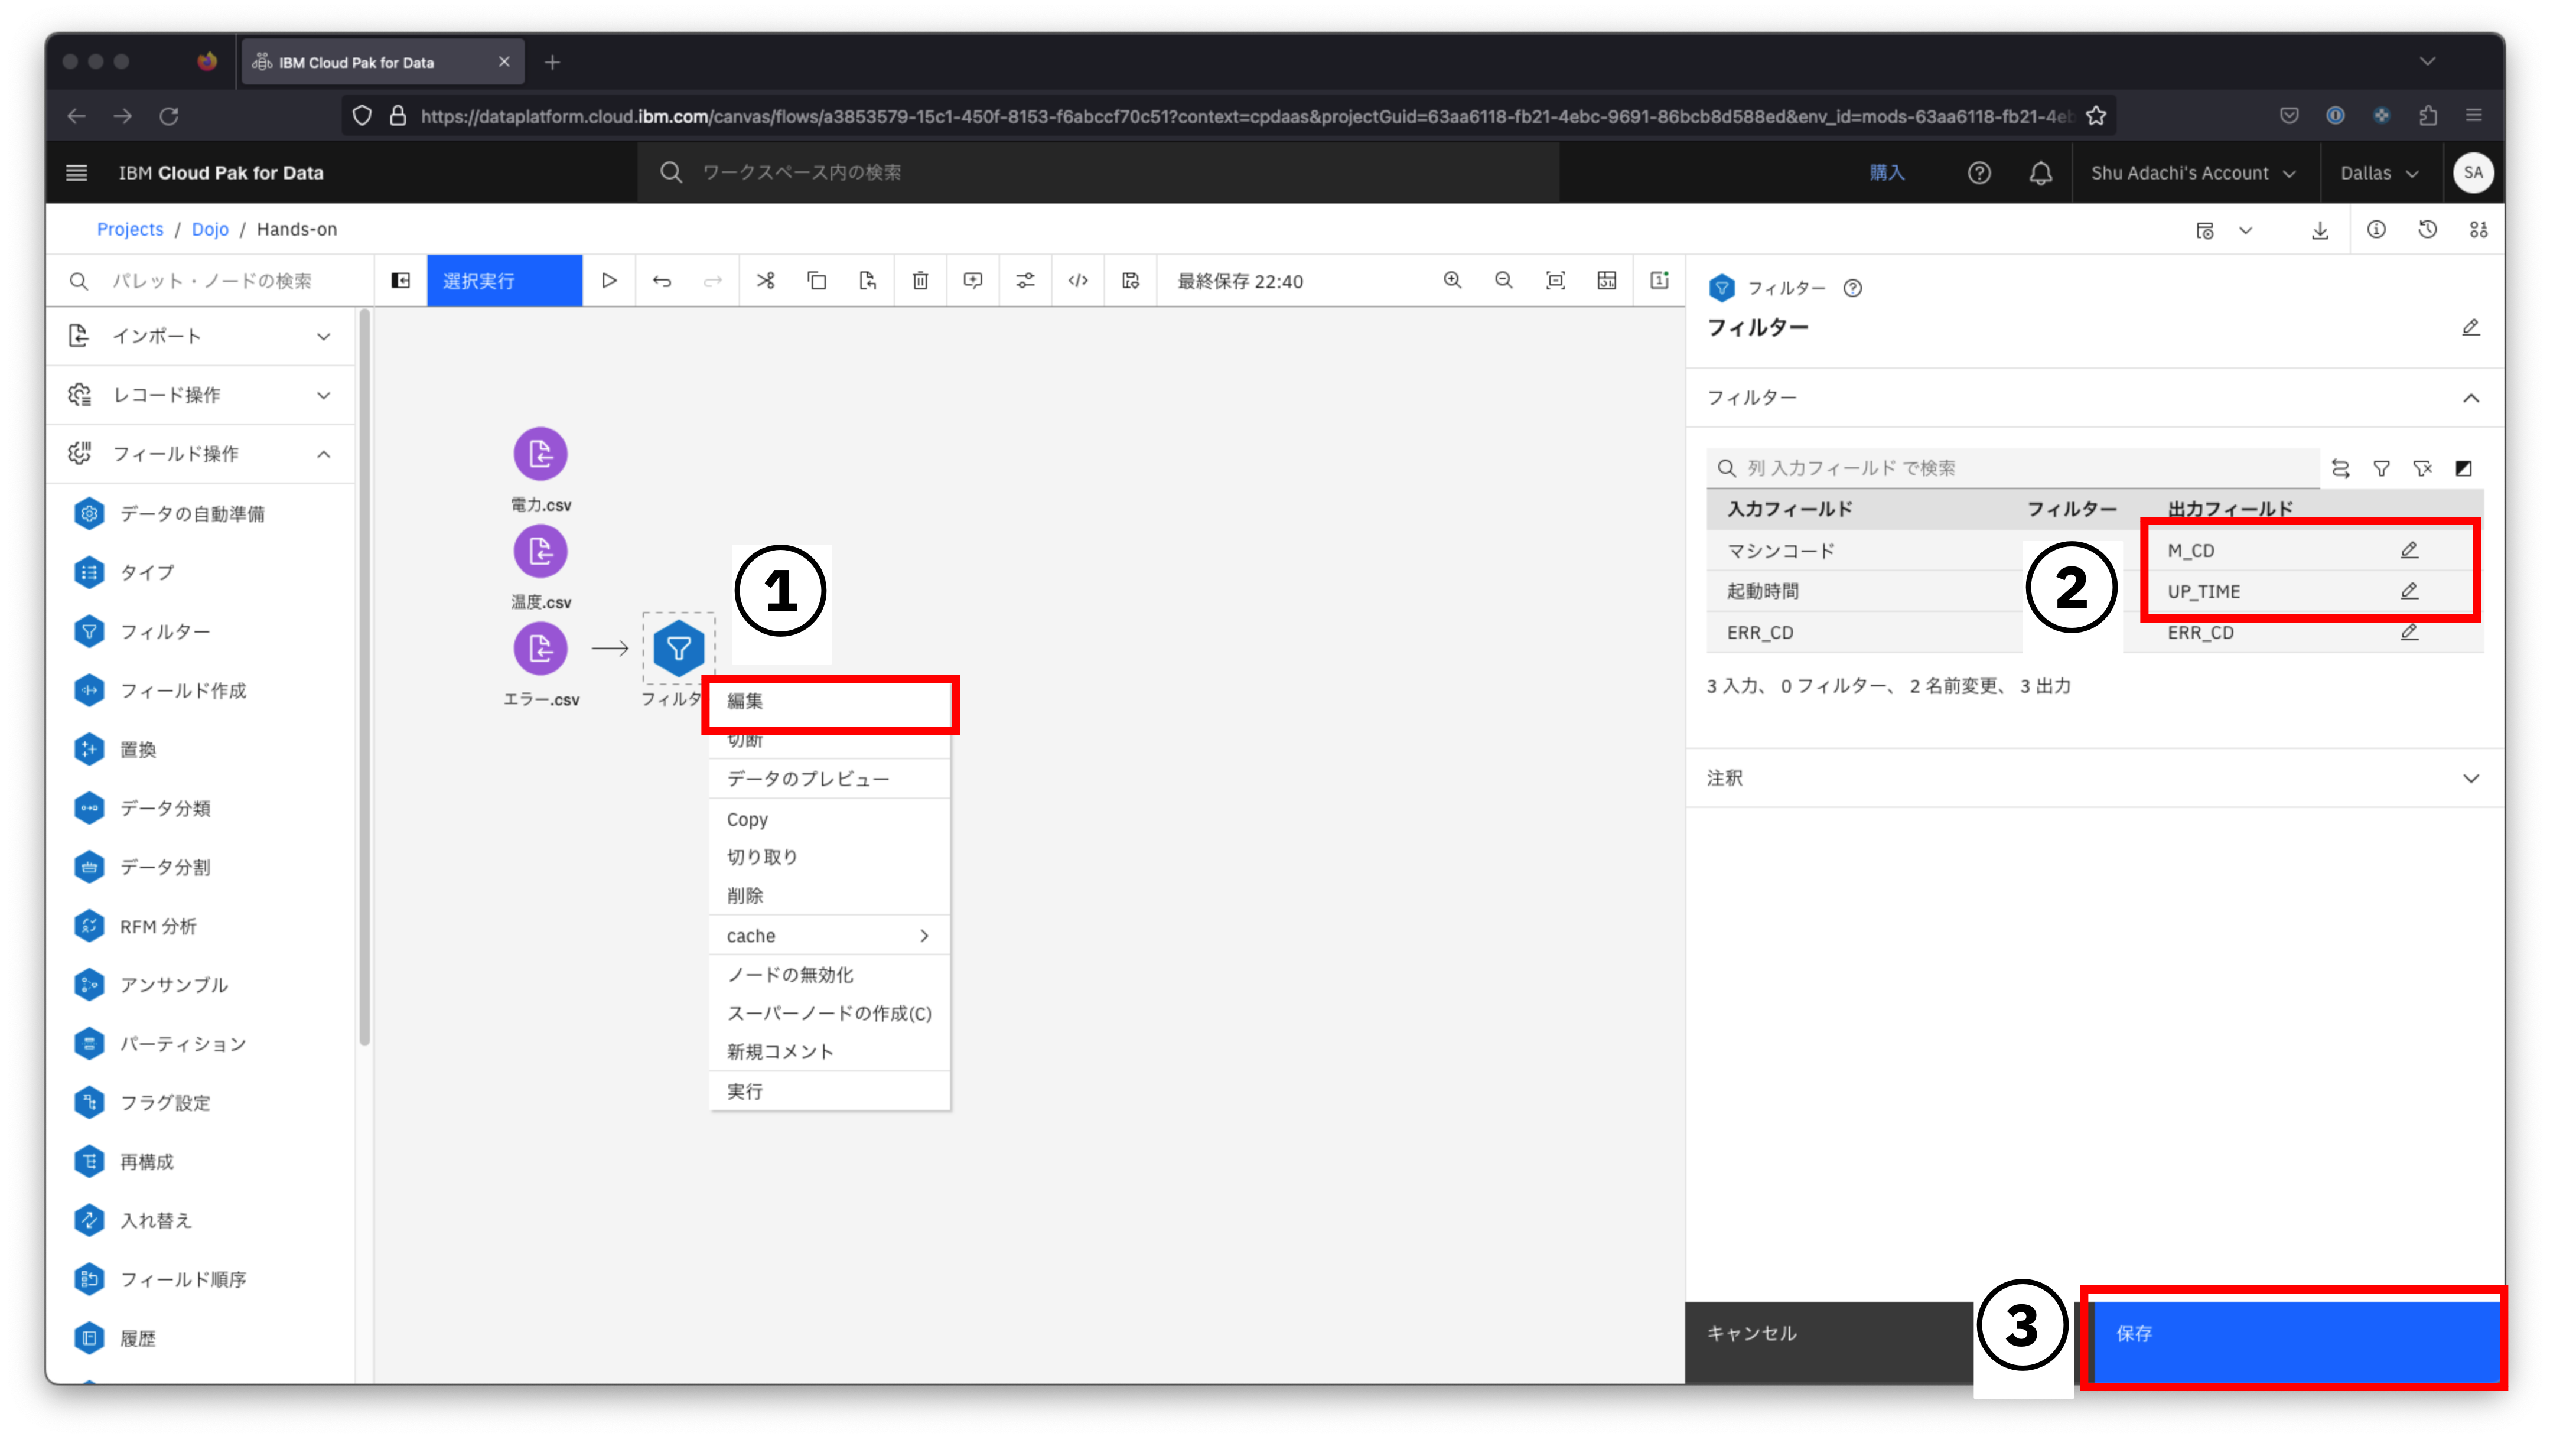 IBM Cloud Pak for Data
https://dataplatform.cloud.ibm.com/canvas/flows/a3853579-15c1-450f-8153-f6abccf70c51?context=cpdaas&projectGuid=63aa6118-fb21-4ebc-9691-86bcb8d588ed&env_id=mods-63aa6118-fb21-4eb
IBM Cloud Pak for Data
ワークスペース内の検索
購入
Shu Adachi's Account
Dallas
SA
Projects / Dojo / Hands-on
パレット・ノードの検索
選択実行
最終保存 22:40
インポート
レコード操作
フィールド操作
データの自動準備
タイプ
フィルター
フィールド作成
置換
データ分類
データ分割
RFM 分析
アンサンブル
パーティション
フラグ設定
再構成
入れ替え
フィールド順序
履歴
電力.csv
温度.csv
エラー.csv
フィルタ
①
編集
切断
データのプレビュー
Copy
切り取り
削除
cache
ノードの無効化
スーパーノードの作成(C)
新規コメント
実行
フィルター
フィルター
フィルター
列 入力フィールド で検索
入力フィールド フィルター 出力フィールド
マシンコード M_CD
起動時間 UP_TIME
ERR_CD ERR_CD
②
3 入力、 0 フィルター、 2 名前変更、 3 出力
注釈
キャンセル
③
保存